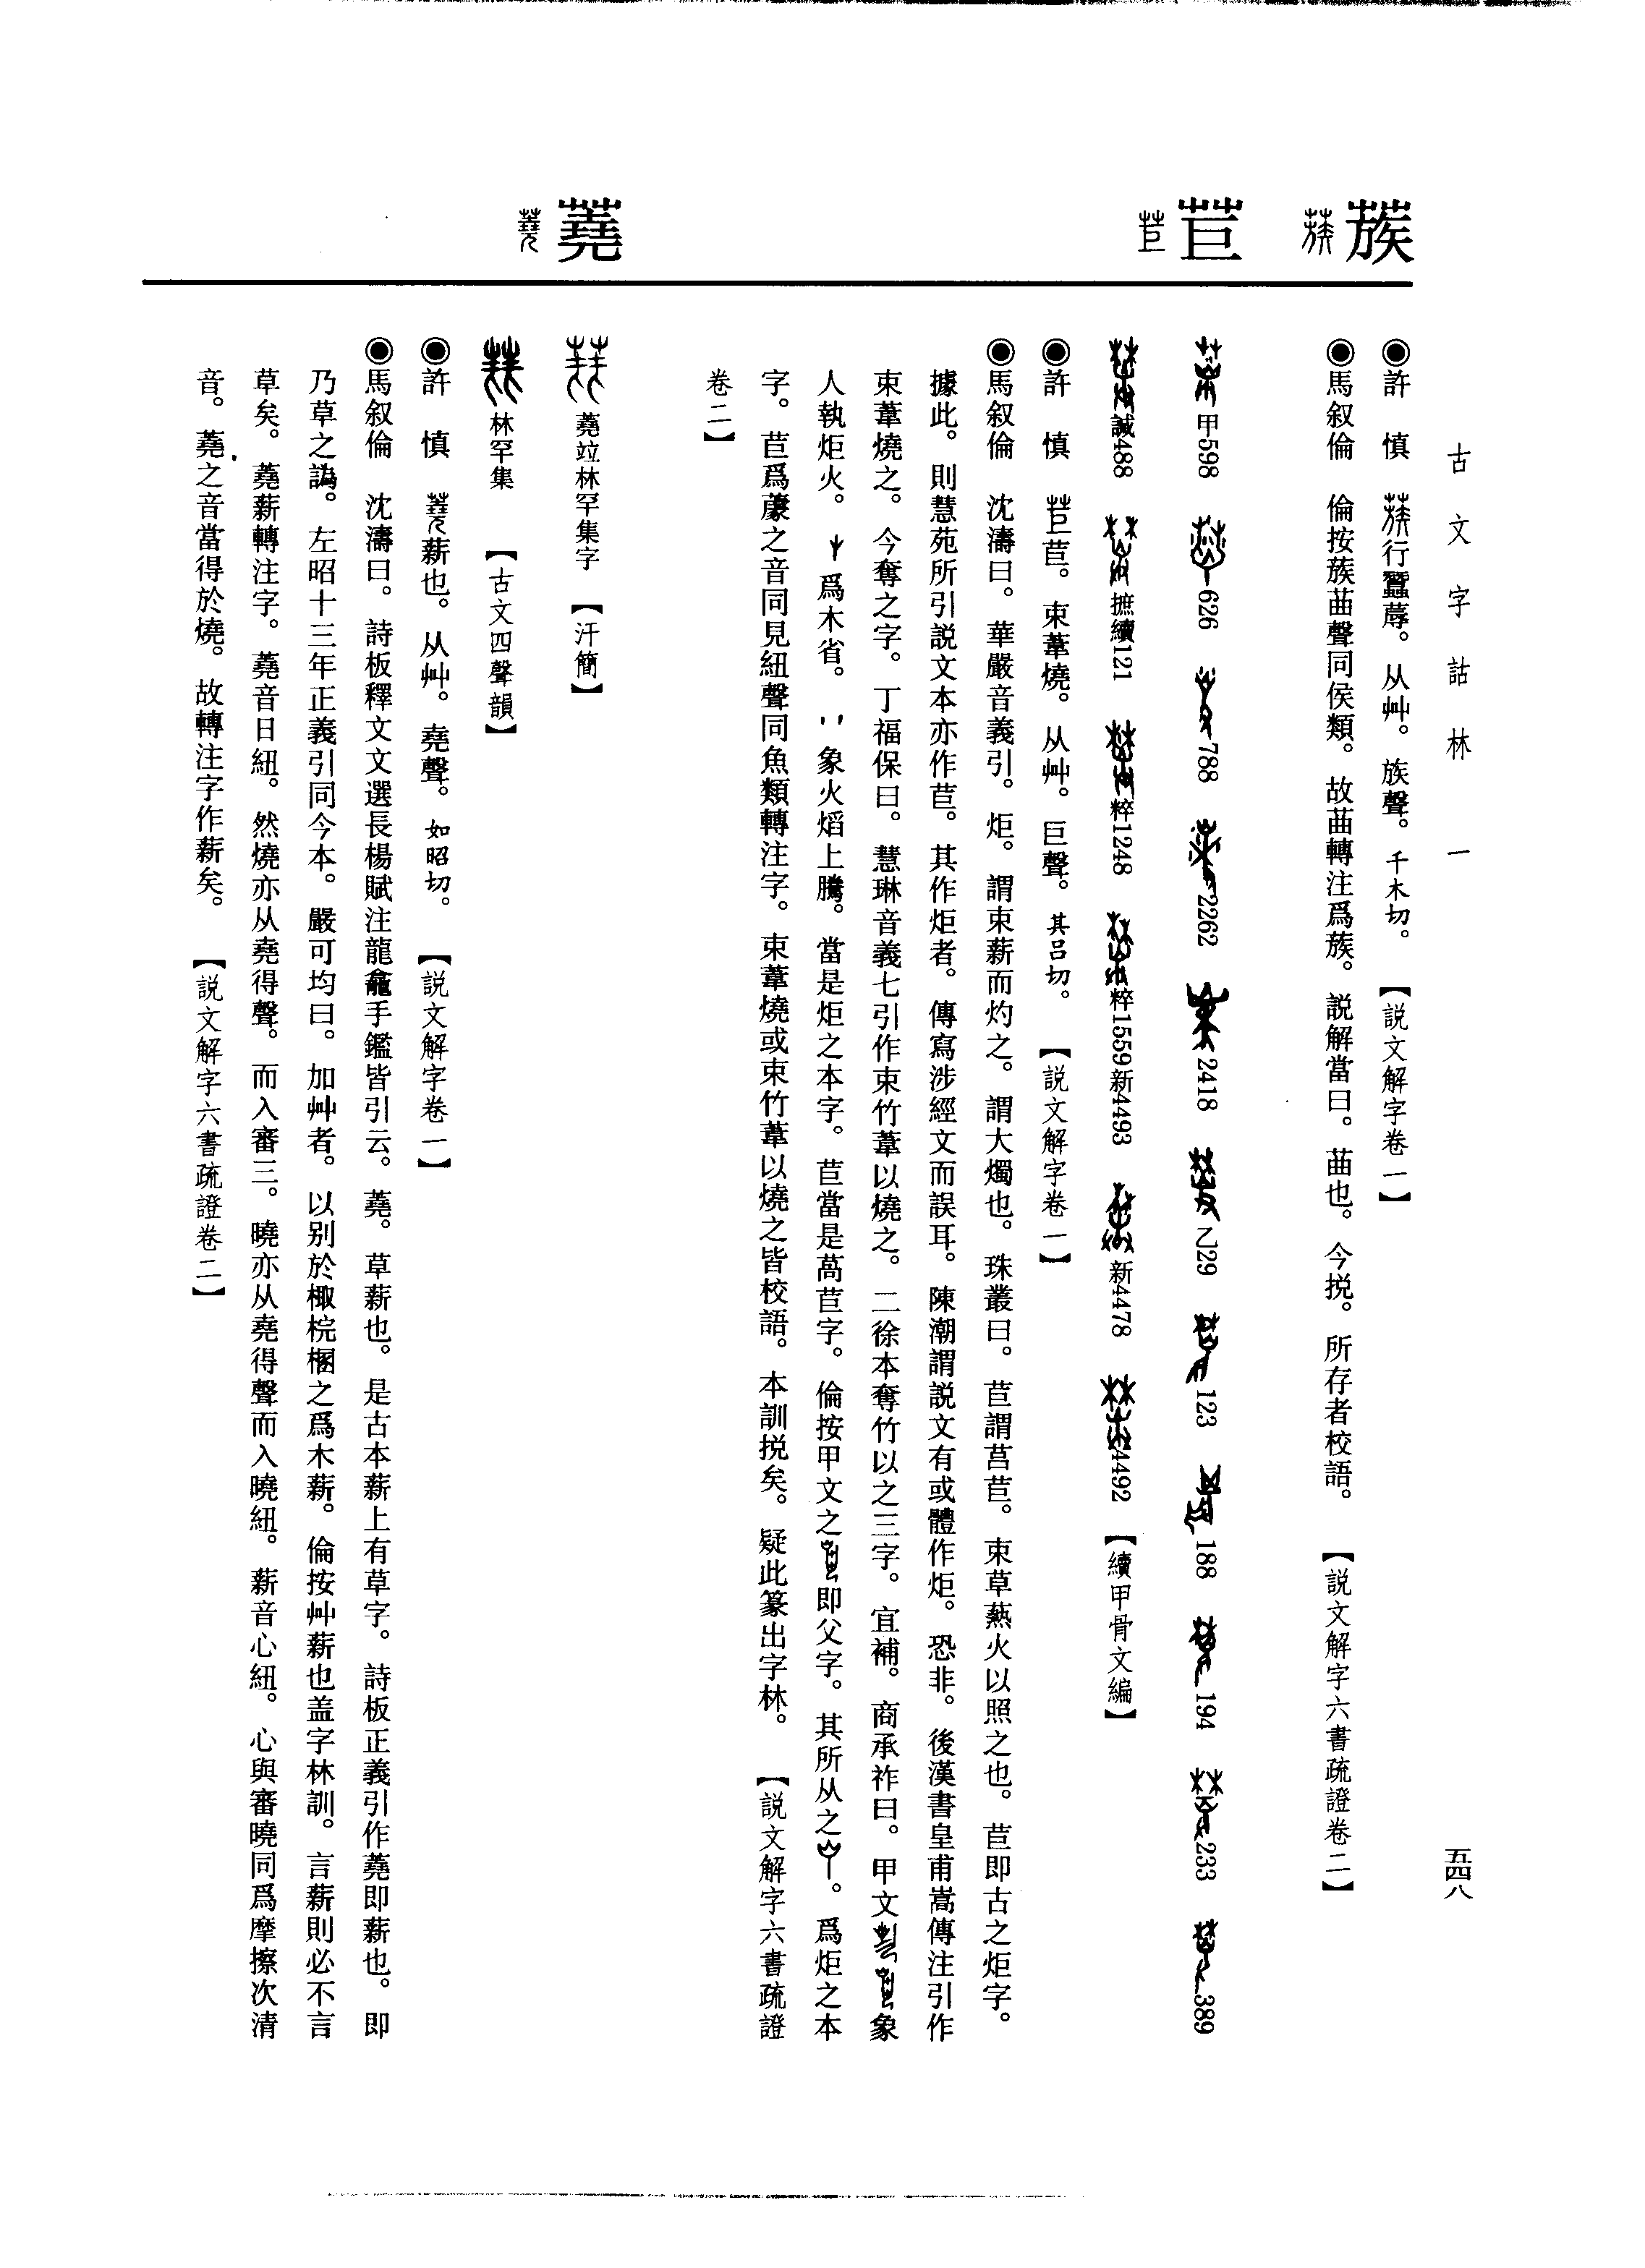 古文字詁林 一
五四八
蔟
◉許 慎 行蠶蓐。从艸。族聲。千木切。 【説文解字卷一】
◉馬叙倫 倫按蔟苗聲同侯類。故苗轉注爲蔟。説解當曰。苗也。今挩。所存者校語。 【説文解字六書疏證卷二】
苣
甲598 626 788 2262 2418 乙29 123 188 194 233 389
誠488 摭續121 粹1248 粹1559新4493 新4478 4492 【續甲骨文編】
◉許 慎 苣。束葦燒。从艸。巨聲。其呂切。 【説文解字卷一】
◉馬叙倫 沈濤曰。華嚴音義引。炬。謂束薪而灼之。謂大燭也。珠叢曰。苣謂莒苣。束草爇火以照之也。苣即古之炬字。
據此。則慧苑所引説文本亦作苣。其作炬者。傳寫涉經文而誤耳。陳潮謂説文有或體作炬。恐非。後漢書皇甫嵩傳注引作
束葦燒之。今奪之字。丁福保曰。慧琳音義七引作束竹葦以燒之。二徐本奪竹以之三字。宜補。商承祚曰。甲文象
人執炬火。爲木省。象火熖上騰。當是炬之本字。苣當是萵苣字。倫按甲文之即父字。其所从之。爲炬之本
字。苣爲蘪之音同見紐聲同魚類轉注字。束葦燒或束竹葦以燒之皆校語。本訓挩矣。疑此篆出字林。 【説文解字六書疏證
卷二】
蕘
蕘竝林罕集字 【汗簡】
林罕集 【古文四聲韻】
◉許 慎 薪也。从艸。堯聲。如昭切。 【説文解字卷一】
◉馬叙倫 沈濤曰。詩板釋文文選長楊賦注龍龕手鑑皆引云。蕘。草薪也。是古本薪上有草字。詩板正義引作蕘即薪也。即
乃草之譌。左昭十三年正義引同今本。嚴可均曰。加艸者。以别於棷梡梱之爲木薪。倫按艸薪也盖字林訓。言薪則必不言
草矣。蕘薪轉注字。蕘音日紐。然燒亦从堯得聲。而入審三。曉亦从堯得聲而入曉紐。薪音心紐。心與審曉同爲摩擦次清
音。蕘之音當得於燒。故轉注字作薪矣。 【説文解字六書疏證卷二】